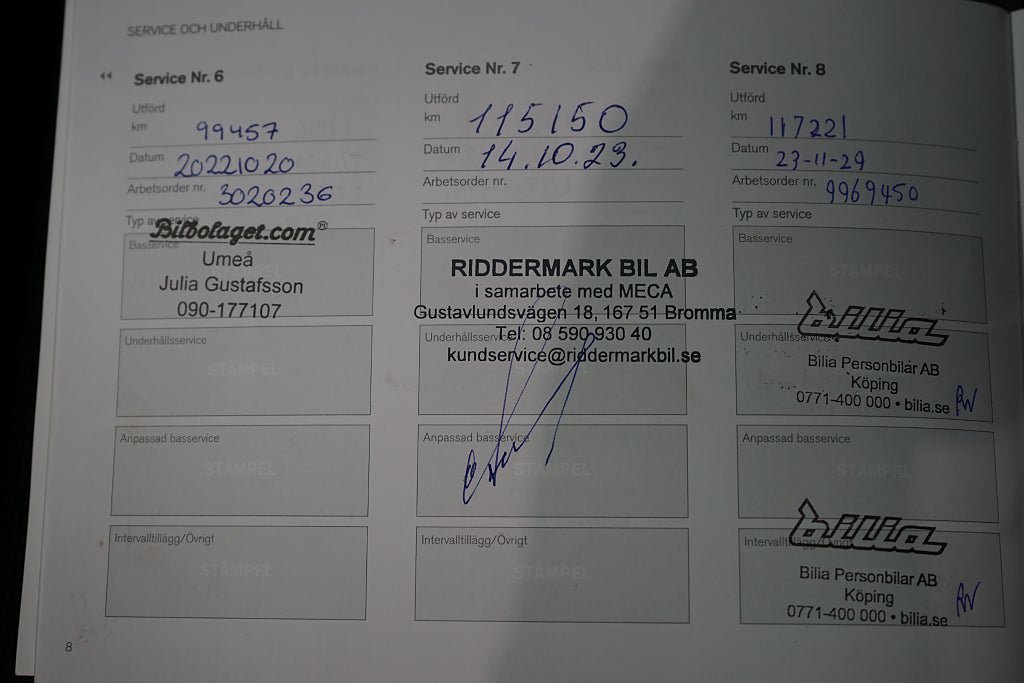 SERVICE OCH UNDERHÅLL
Service Nr. 6
Utförd
km 99457
Datum 20221020
Arbetsorder nr. 3020236
Typ av service
Bilbolaget.com®
Basservice
Umeå
Julia Gustafsson
090-177107
Underhållsservice
STÄMPEL
Anpassad basservice
STÄMPEL
Intervalltillägg/Övrigt
STÄMPEL
Service Nr. 7
Utförd
km 115150
Datum 14.10.23.
Arbetsorder nr.
Typ av service
Basservice
RIDDERMARK BIL AB
i samarbete med MECA
Gustavlundsvägen 18, 167 51 Bromma
Tel: 08 590 930 40
Underhållsservice
kundservice@riddermarkbil.se
STÄMPEL
Anpassad basservice
STÄMPEL
Intervalltillägg/Övrigt
STÄMPEL
Service Nr. 8
Utförd
km 117221
Datum 23-11-29
Arbetsorder nr. 9969450
Typ av service
Basservice
STÄMPEL
bilia
Underhållsservice
Bilia Personbilar AB
Köping
0771-400 000 • bilia.se
Anpassad basservice
STÄMPEL
bilia
Intervalltillägg/Övrigt
Bilia Personbilar AB
Köping
0771-400 000 • bilia.se
8